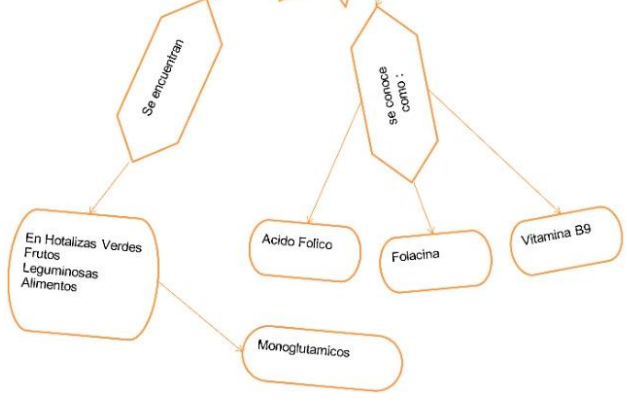 Se encuentran
se conoce
como :
En Hotalizas Verdes
Frutos
Leguminosas
Alimentos
Acido Folico
Folacina
Vitamina B9
Monoglutamicos